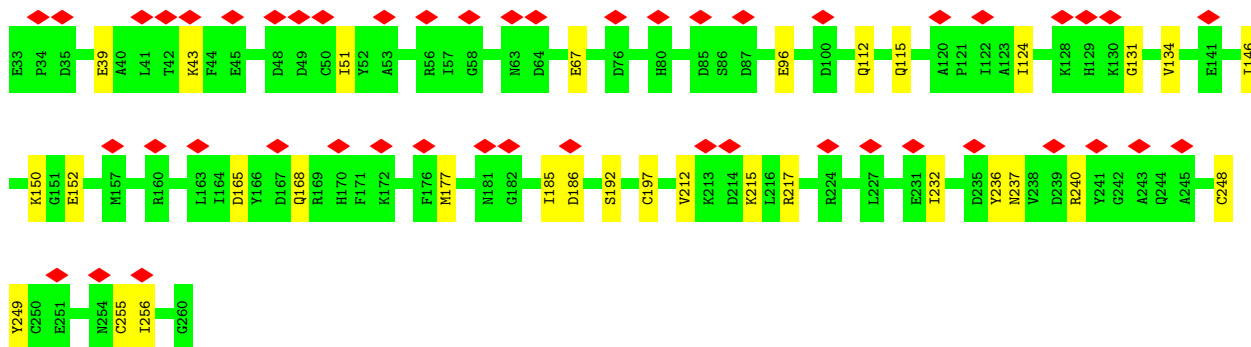 E33 P34 D35 E39 A40 L41 T42 K43 F44 E45 D48 D49 C50 I51 Y52 A53 R56 I57 G58 N63 D64 E67 D76 H80 D85 S86 D87 E96 D100 Q112 Q115 A120 P121 I122 A123 I124 K128 H129 K130 G131 V134 E141 I146
K150 G151 E152 M157 R160 L163 I164 D165 Y166 D167 Q168 R169 H170 F171 K172 F176 M177 N181 G182 I185 D186 S192 C197 V212 K213 D214 K215 L216 R217 R224 L227 E231 I232 D235 Y236 N237 V238 D239 R240 Y241 G242 A243 Q244 A245 C248
Y249 C250 E251 N254 C255 I256 G260